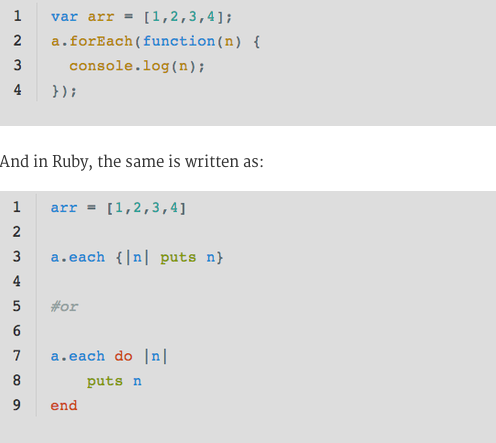 1 var arr = [1,2,3,4];
2 a.forEach(function(n) {
3   console.log(n);
4 });
And in Ruby, the same is written as:
1 arr = [1,2,3,4]
2
3 a.each {|n| puts n}
4
5 #or
6
7 a.each do |n|
8     puts n
9 end